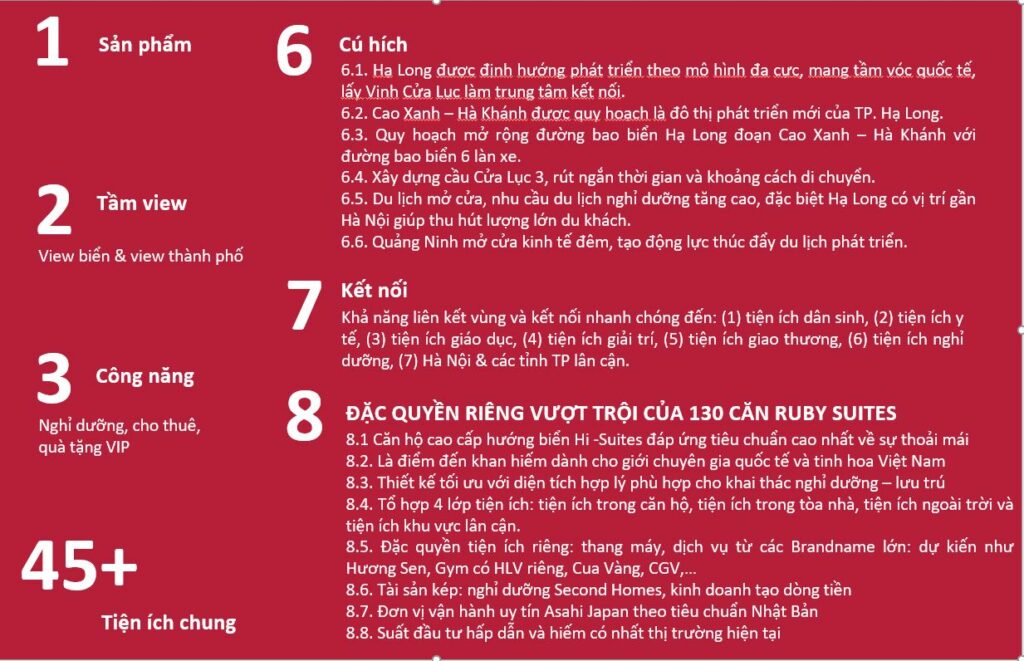 1 Sản phẩm
2 Tầm view
View biển & view thành phố
3 Công năng
Nghỉ dưỡng, cho thuê,
quà tặng VIP
45+
Tiện ích chung
6 Cú hích
6.1. Hạ Long được định hướng phát triển theo mô hình đa cực, mang tầm vóc quốc tế,
lấy Vịnh Cửa Lục làm trung tâm kết nối.
6.2. Cao Xanh – Hà Khánh được quy hoạch là đô thị phát triển mới của TP. Hạ Long.
6.3. Quy hoạch mở rộng đường bao biển Hạ Long đoạn Cao Xanh – Hà Khánh với
đường bao biển 6 làn xe.
6.4. Xây dựng cầu Cửa Lục 3, rút ngắn thời gian và khoảng cách di chuyển.
6.5. Du lịch mở cửa, nhu cầu du lịch nghỉ dưỡng tăng cao, đặc biệt Hạ Long có vị trí gần
Hà Nội giúp thu hút lượng lớn du khách.
6.6. Quảng Ninh mở cửa kinh tế đêm, tạo động lực thúc đẩy du lịch phát triển.
7 Kết nối
Khả năng liên kết vùng và kết nối nhanh chóng đến: (1) tiện ích dân sinh, (2) tiện ích y
tế, (3) tiện ích giáo dục, (4) tiện ích giải trí, (5) tiện ích giao thương, (6) tiện ích nghỉ
dưỡng, (7) Hà Nội & các tỉnh TP lân cận.
8 ĐẶC QUYỀN RIÊNG VƯỢT TRỘI CỦA 130 CĂN RUBY SUITES
8.1 Căn hộ cao cấp hướng biển Hi -Suites đáp ứng tiêu chuẩn cao nhất về sự thoải mái
8.2. Là điểm đến khan hiếm dành cho giới chuyên gia quốc tế và tinh hoa Việt Nam
8.3. Thiết kế tối ưu với diện tích hợp lý phù hợp cho khai thác nghỉ dưỡng – lưu trú
8.4. Tổ hợp 4 lớp tiện ích: tiện ích trong căn hộ, tiện ích trong tòa nhà, tiện ích ngoài trời và
tiện ích khu vực lân cận.
8.5. Đặc quyền tiện ích riêng: thang máy, dịch vụ từ các Brandname lớn: dự kiến như
Hương Sen, Gym có HLV riêng, Cua Vàng, CGV,...
8.6. Tài sản kép: nghỉ dưỡng Second Homes, kinh doanh tạo dòng tiền
8.7. Đơn vị vận hành uy tín Asahi Japan theo tiêu chuẩn Nhật Bản
8.8. Suất đầu tư hấp dẫn và hiếm có nhất thị trường hiện tại